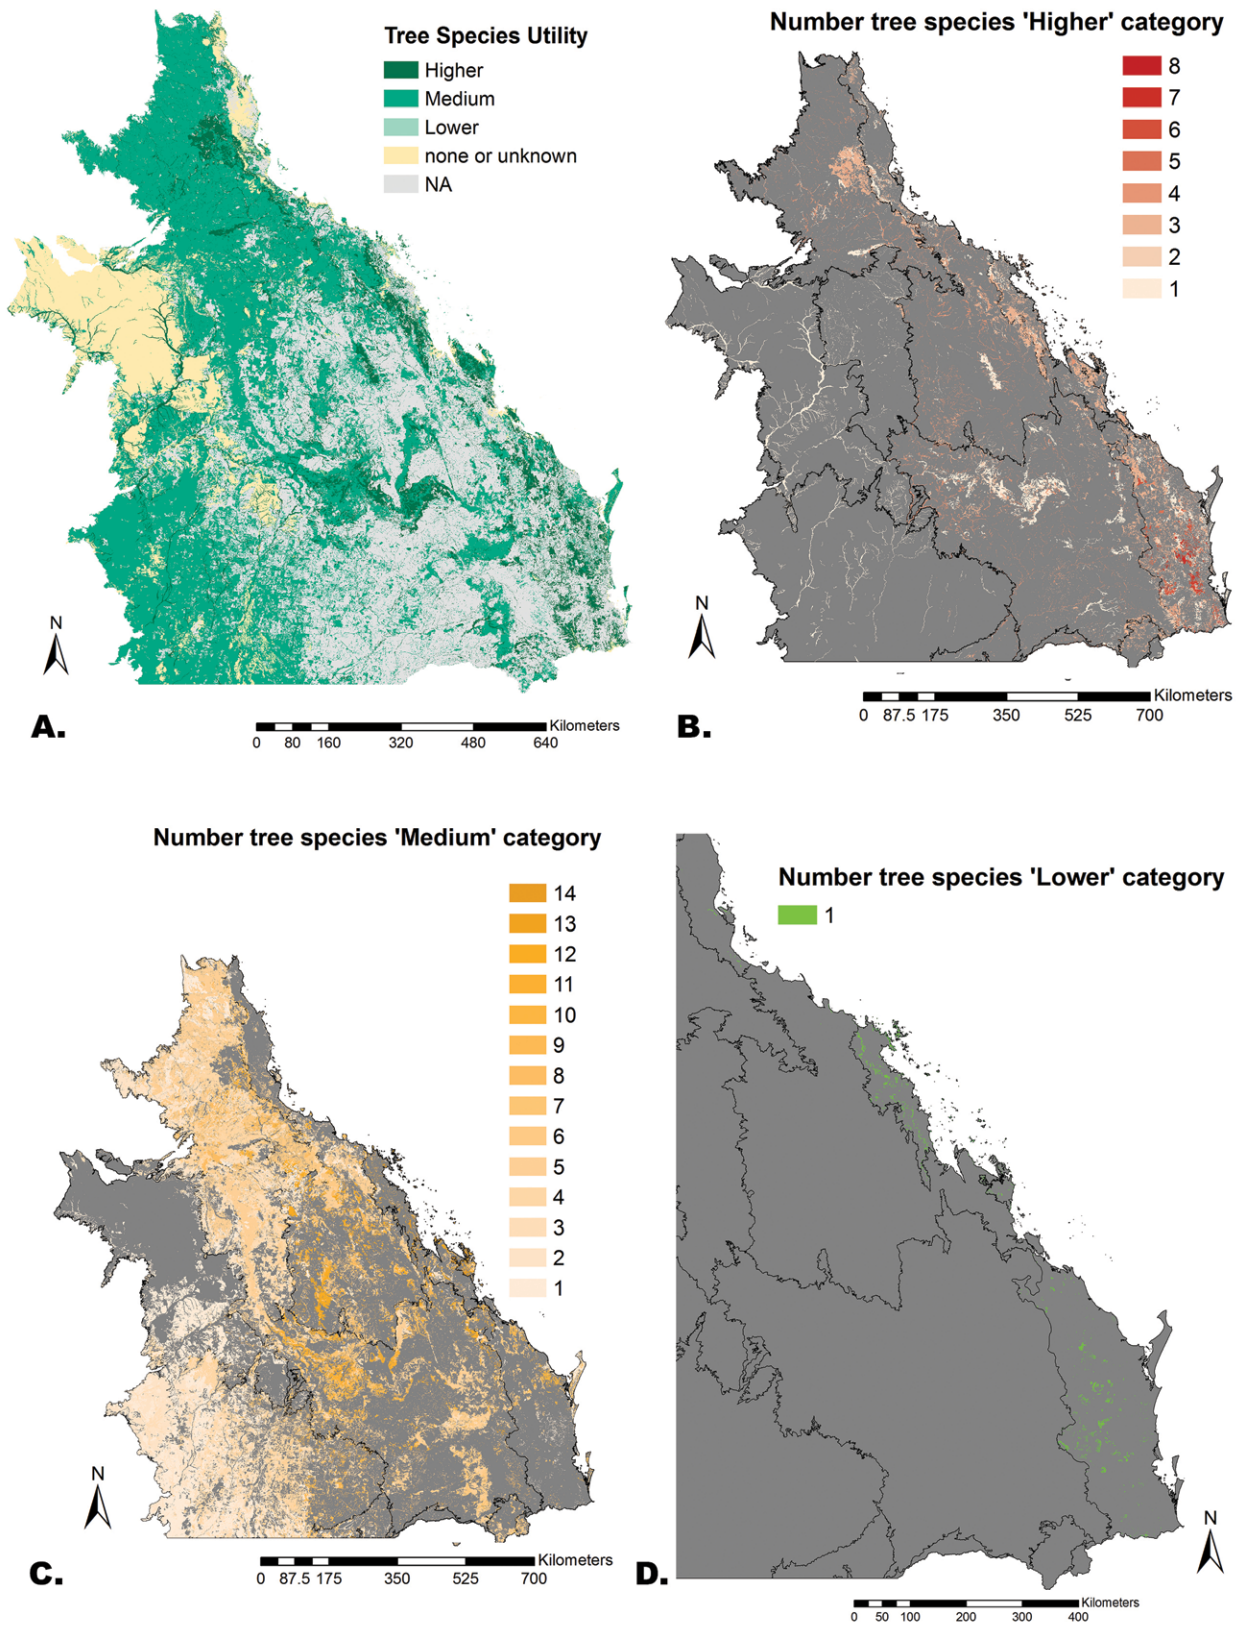 Tree Species Utility
Higher
Medium
Lower
none or unknown
NA
N
Kilometers
0 80 160 320 480 640
A.
Number tree species 'Higher' category
8
7
6
5
4
3
2
1
N
Kilometers
0 87.5 175 350 525 700
B.
Number tree species 'Medium' category
14
13
12
11
10
9
8
7
6
5
4
3
2
1
N
Kilometers
0 87.5 175 350 525 700
C.
Number tree species 'Lower' category
1
N
Kilometers
0 50 100 200 300 400
D.